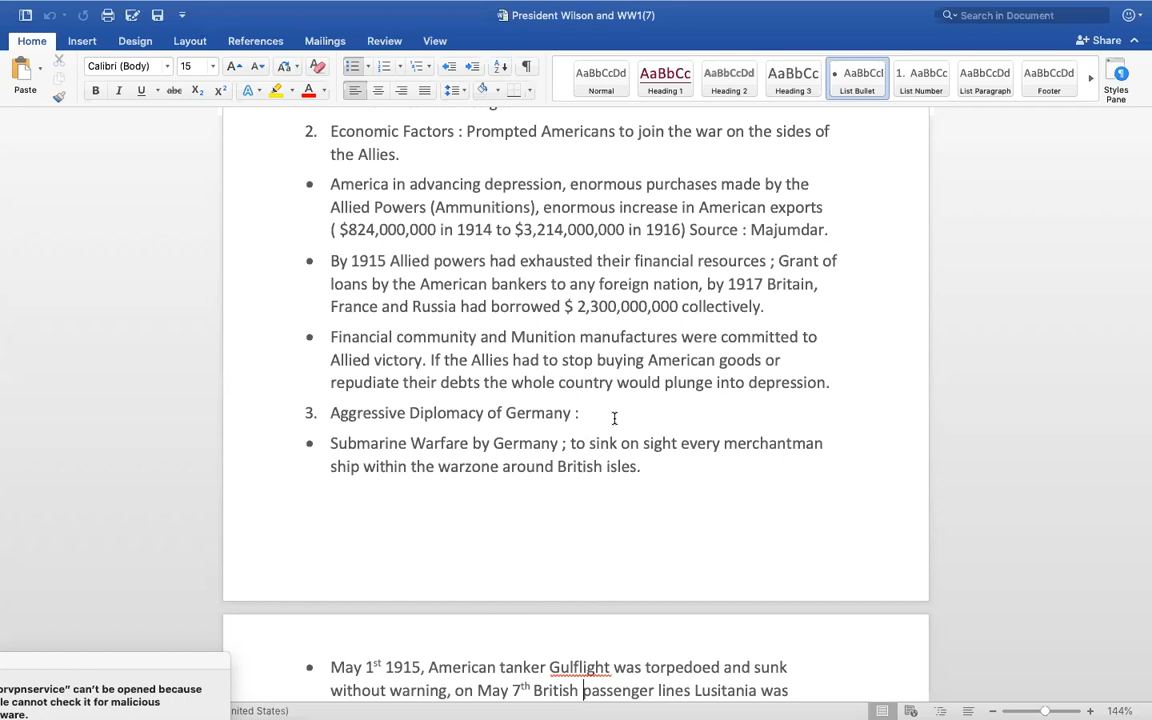 President Wilson and WW1(7)
Search in Document
Home Insert Design Layout References Mailings Review View
Share
Paste
Calibri (Body) 15
AaBbCcDd AaBbCc AaBbCcDd AaBbCc AaBbCcI 1. AaBbCc AaBbCcDd AaBbCcDd
Normal Heading 1 Heading 2 Heading 3 List Bullet List Number List Paragraph Footer
Styles
Pane
2. Economic Factors : Prompted Americans to join the war on the sides of
the Allies.
• America in advancing depression, enormous purchases made by the
Allied Powers (Ammunitions), enormous increase in American exports
( $824,000,000 in 1914 to $3,214,000,000 in 1916) Source : Majumdar.
• By 1915 Allied powers had exhausted their financial resources ; Grant of
loans by the American bankers to any foreign nation, by 1917 Britain,
France and Russia had borrowed $ 2,300,000,000 collectively.
• Financial community and Munition manufactures were committed to
Allied victory. If the Allies had to stop buying American goods or
repudiate their debts the whole country would plunge into depression.
3. Aggressive Diplomacy of Germany :
• Submarine Warfare by Germany ; to sink on sight every merchantman
ship within the warzone around British isles.
• May 1st 1915, American tanker Gulflight was torpedoed and sunk
without warning, on May 7th British passenger lines Lusitania was
prvpnservice” can’t be opened because
le cannot check it for malicious
ware.
nited States)
144%